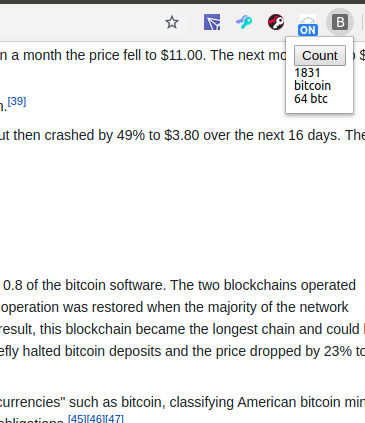 ON
B
n a month the price fell to $11.00. The next mo
Count
1831
bitcoin
64 btc
[39]
ut then crashed by 49% to $3.80 over the next 16 days. The
0.8 of the bitcoin software. The two blockchains operated
operation was restored when the majority of the network
result, this blockchain became the longest chain and could
efly halted bitcoin deposits and the price dropped by 23% to
currencies" such as bitcoin, classifying American bitcoin min
obligations.[45][46][47]